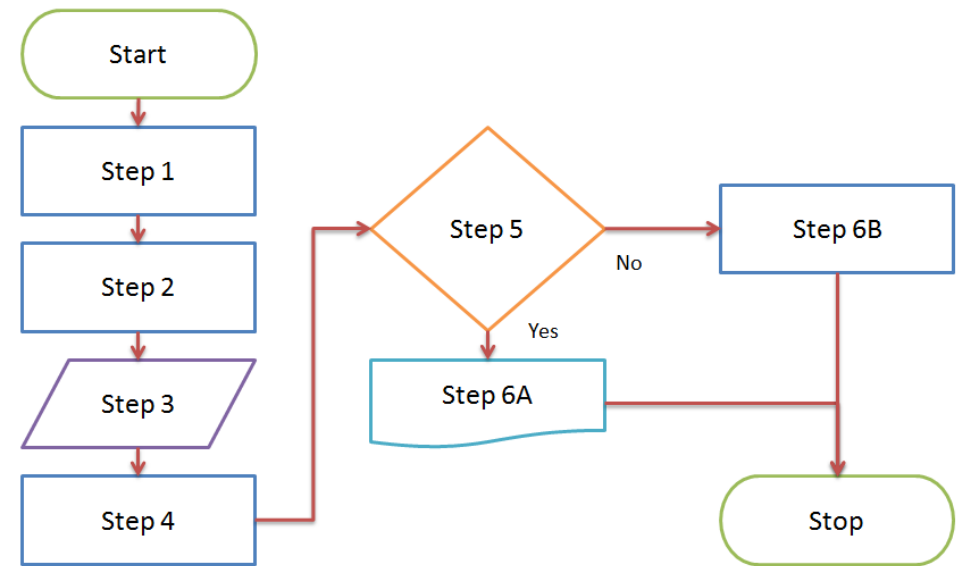 Start
Step 1
Step 2
Step 3
Step 4
Step 5
No
Yes
Step 6A
Step 6B
Stop